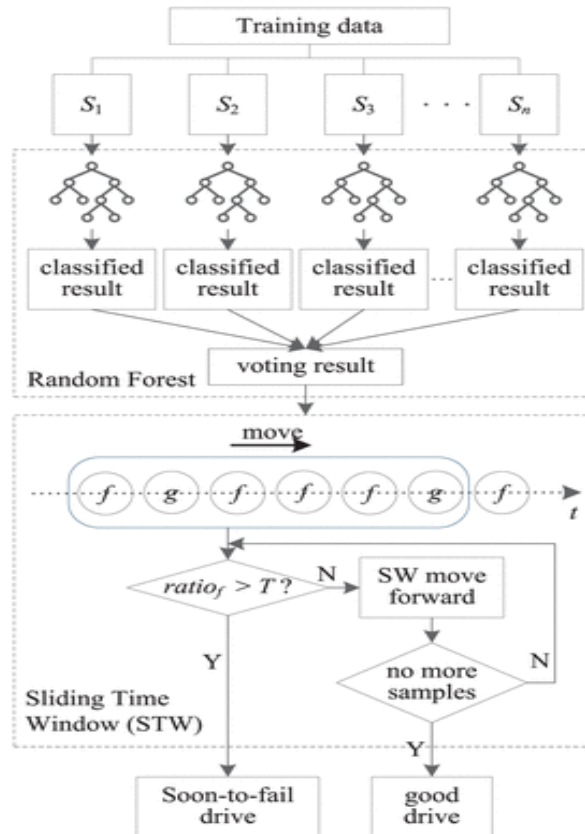 Training data
S1 S2 S3 . . . Sn
classified result
classified result
classified result
classified result
voting result
Random Forest
move
f g f f f g f
t
ratiof > T ?
N
SW move forward
Y
no more samples
N
Sliding Time Window (STW)
Y
Soon-to-fail drive
good drive